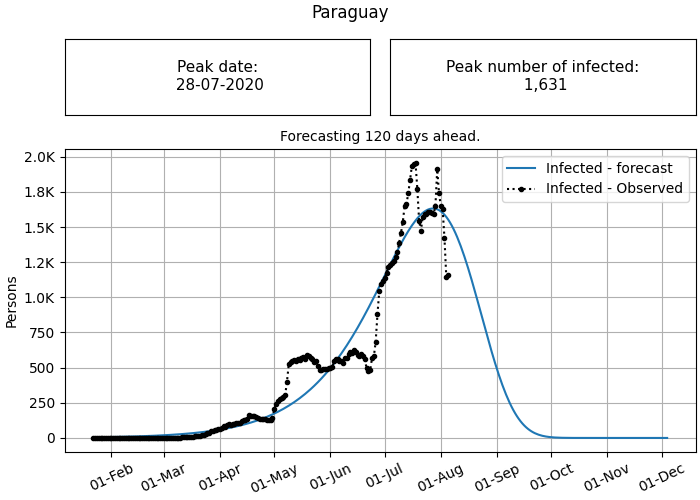 Paraguay
Peak date:
28-07-2020
Peak number of infected:
1,631
Forecasting 120 days ahead.
2.0K
1.8K
1.5K
1.2K
1.0K
750
500
250
0
Persons
Infected - forecast
Infected - Observed
01-Feb
01-Mar
01-Apr
01-May
01-Jun
01-Jul
01-Aug
01-Sep
01-Oct
01-Nov
01-Dec